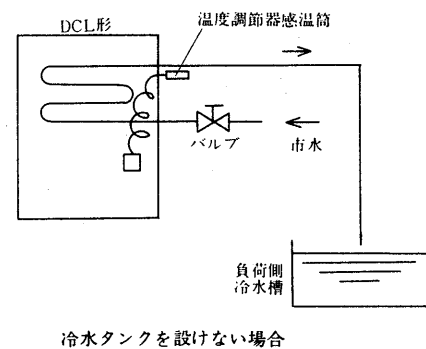 DCL形
温度調節器感温筒
バルブ
市水
負荷側
冷水槽
冷水タンクを設けない場合